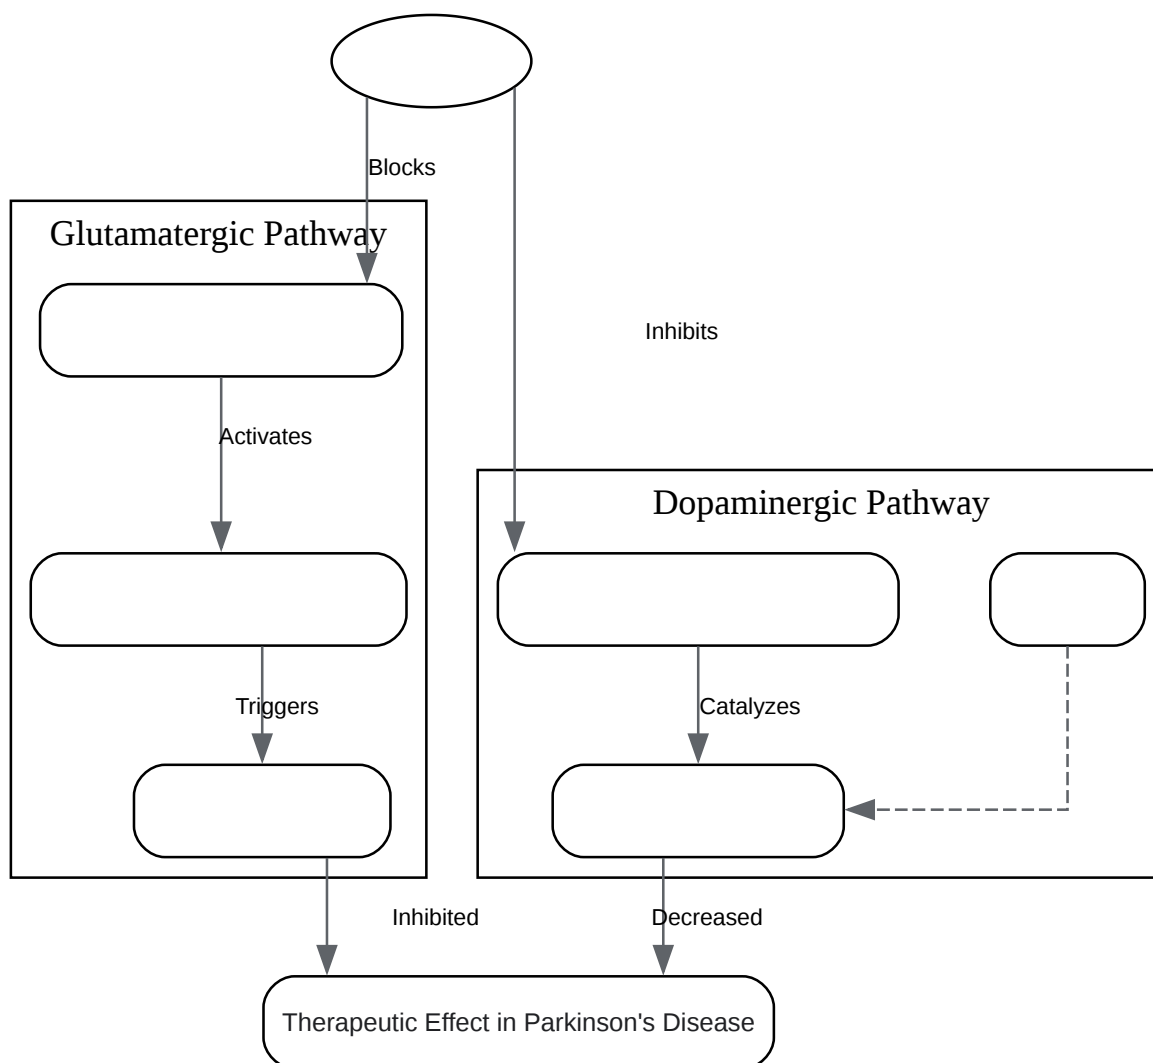 Blocks
Glutamatergic Pathway
Inhibits
Activates
Dopaminergic Pathway
Triggers
Catalyzes
Inhibited
Decreased
Therapeutic Effect in Parkinson's Disease